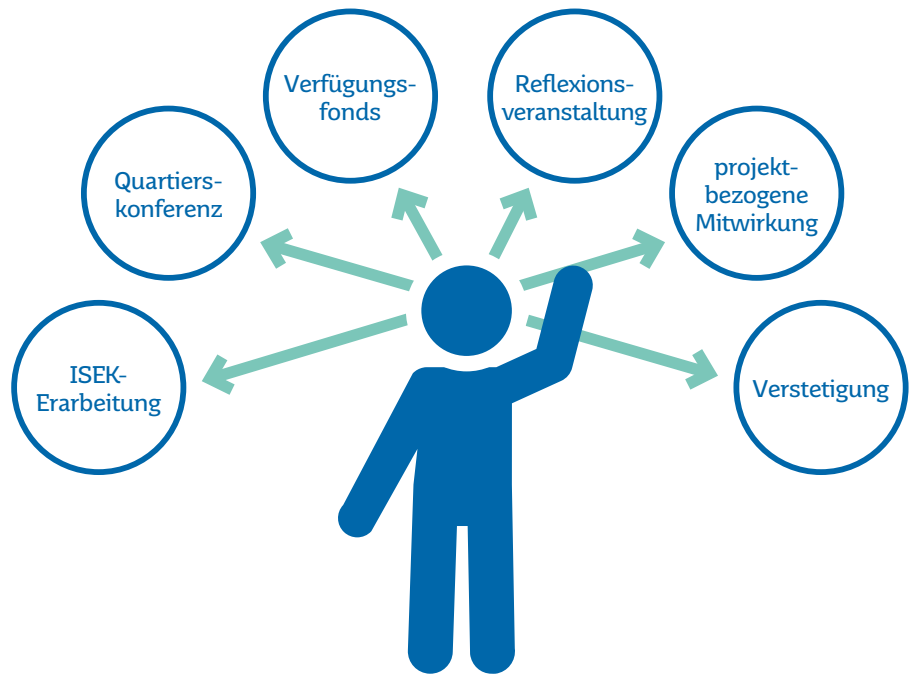 ISEK-
Erarbeitung
Quartiers-
konferenz
Verfügungs-
fonds
Reflexions-
veranstaltung
projekt-
bezogene
Mitwirkung
Verstetigung